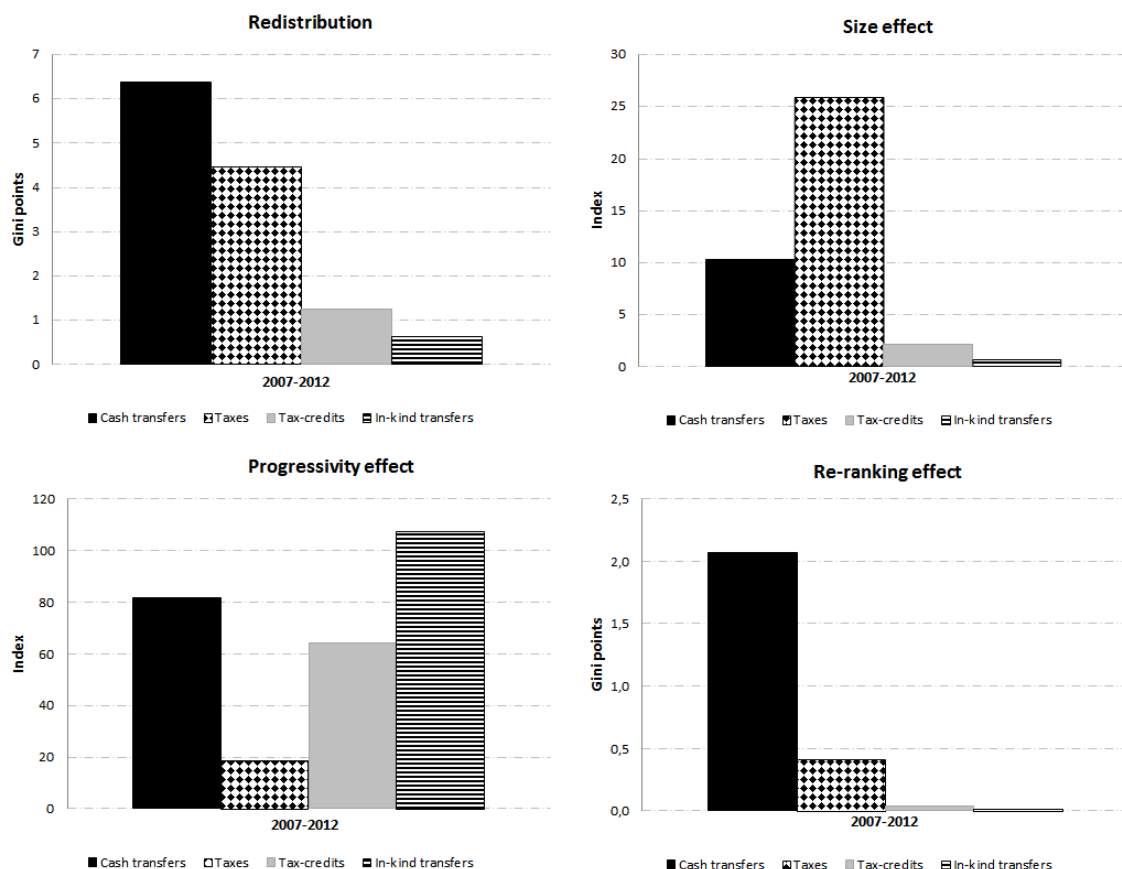 Redistribution
7
6
5
4
3
2
1
0
Gini points
2007-2012
Cash transfers Taxes Tax-credits In-kind transfers
Size effect
30
25
20
15
10
5
0
Index
2007-2012
Cash transfers Taxes Tax-credits In-kind transfers
Progressivity effect
120
100
80
60
40
20
0
Index
2007-2012
Cash transfers Taxes Tax-credits In-kind transfers
Re-ranking effect
2,5
2,0
1,5
1,0
0,5
0,0
Gini points
2007-2012
Cash transfers Taxes Tax-credits In-kind transfers